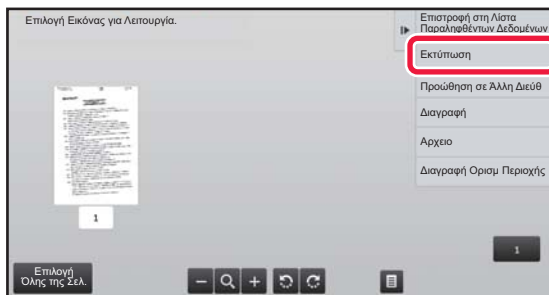 Επιλογή Εικόνας για Λειτουργία.
Επιστροφή στη Λίστα
Παραληφθέντων Δεδομένων
Εκτύπωση
Προώθηση σε Άλλη Διεύθ
Διαγραφή
Αρχειο
Διαγραφή Ορισμ Περιοχής
1
1
Επιλογή
Όλης της Σελ.